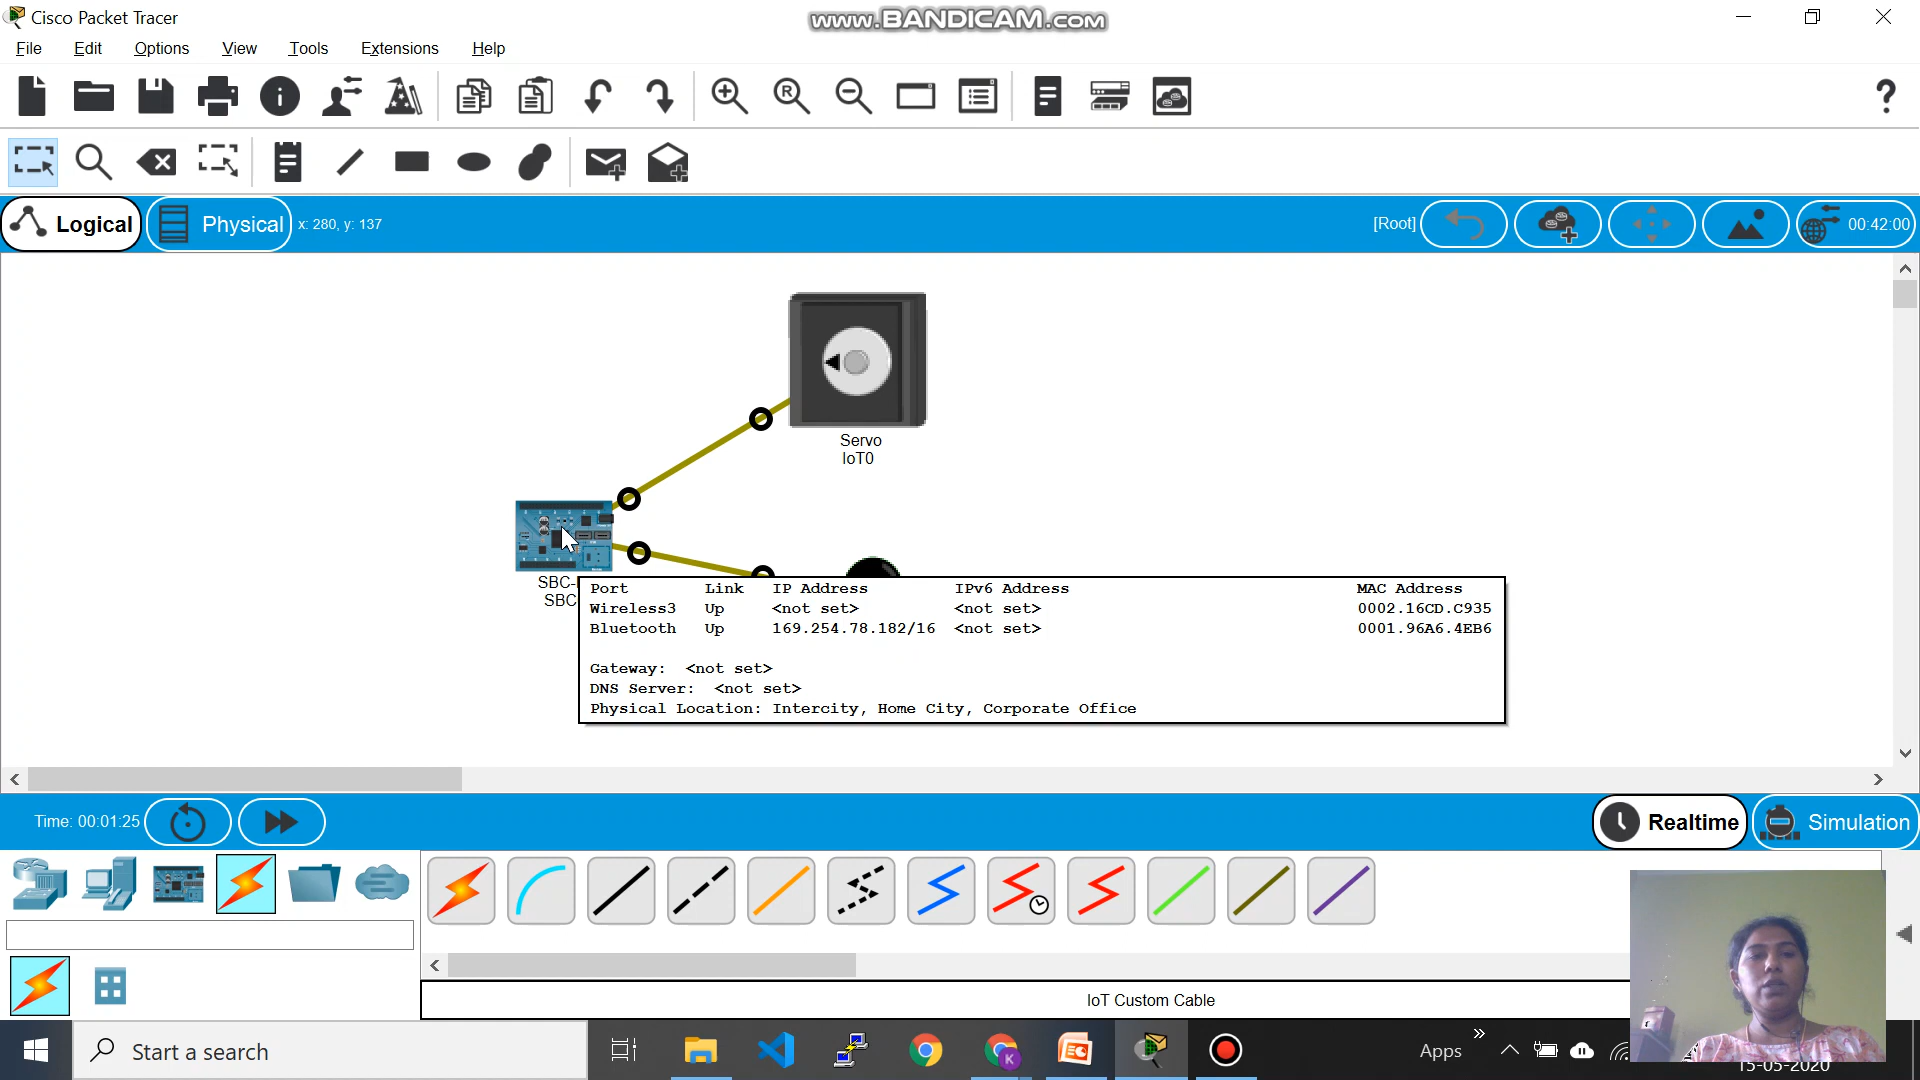 Cisco Packet Tracer
www.BANDICAM.com
File Edit Options View Tools Extensions Help
Logical Physical x: 280, y: 137 [Root] 00:42:00
Servo
IoT0
SBC-
SBC
Port Link IP Address IPv6 Address MAC Address
Wireless3 Up <not set> <not set> 0002.16CD.C935
Bluetooth Up 169.254.78.182/16 <not set> 0001.96A6.4EB6
Gateway: <not set>
DNS Server: <not set>
Physical Location: Intercity, Home City, Corporate Office
Time: 00:01:25 Realtime Simulation
IoT Custom Cable
Start a search
Apps
15-05-2020